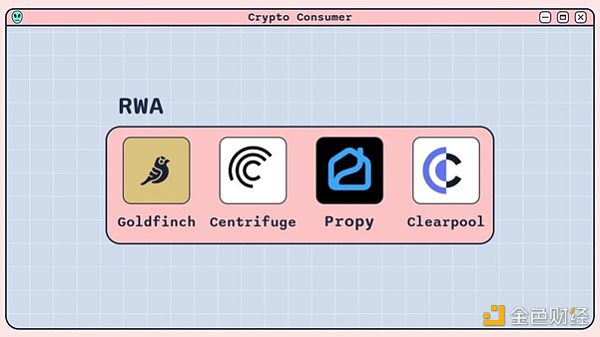 Crypto Consumer
RWA
Goldfinch Centrifuge Propy Clearpool
金色财经